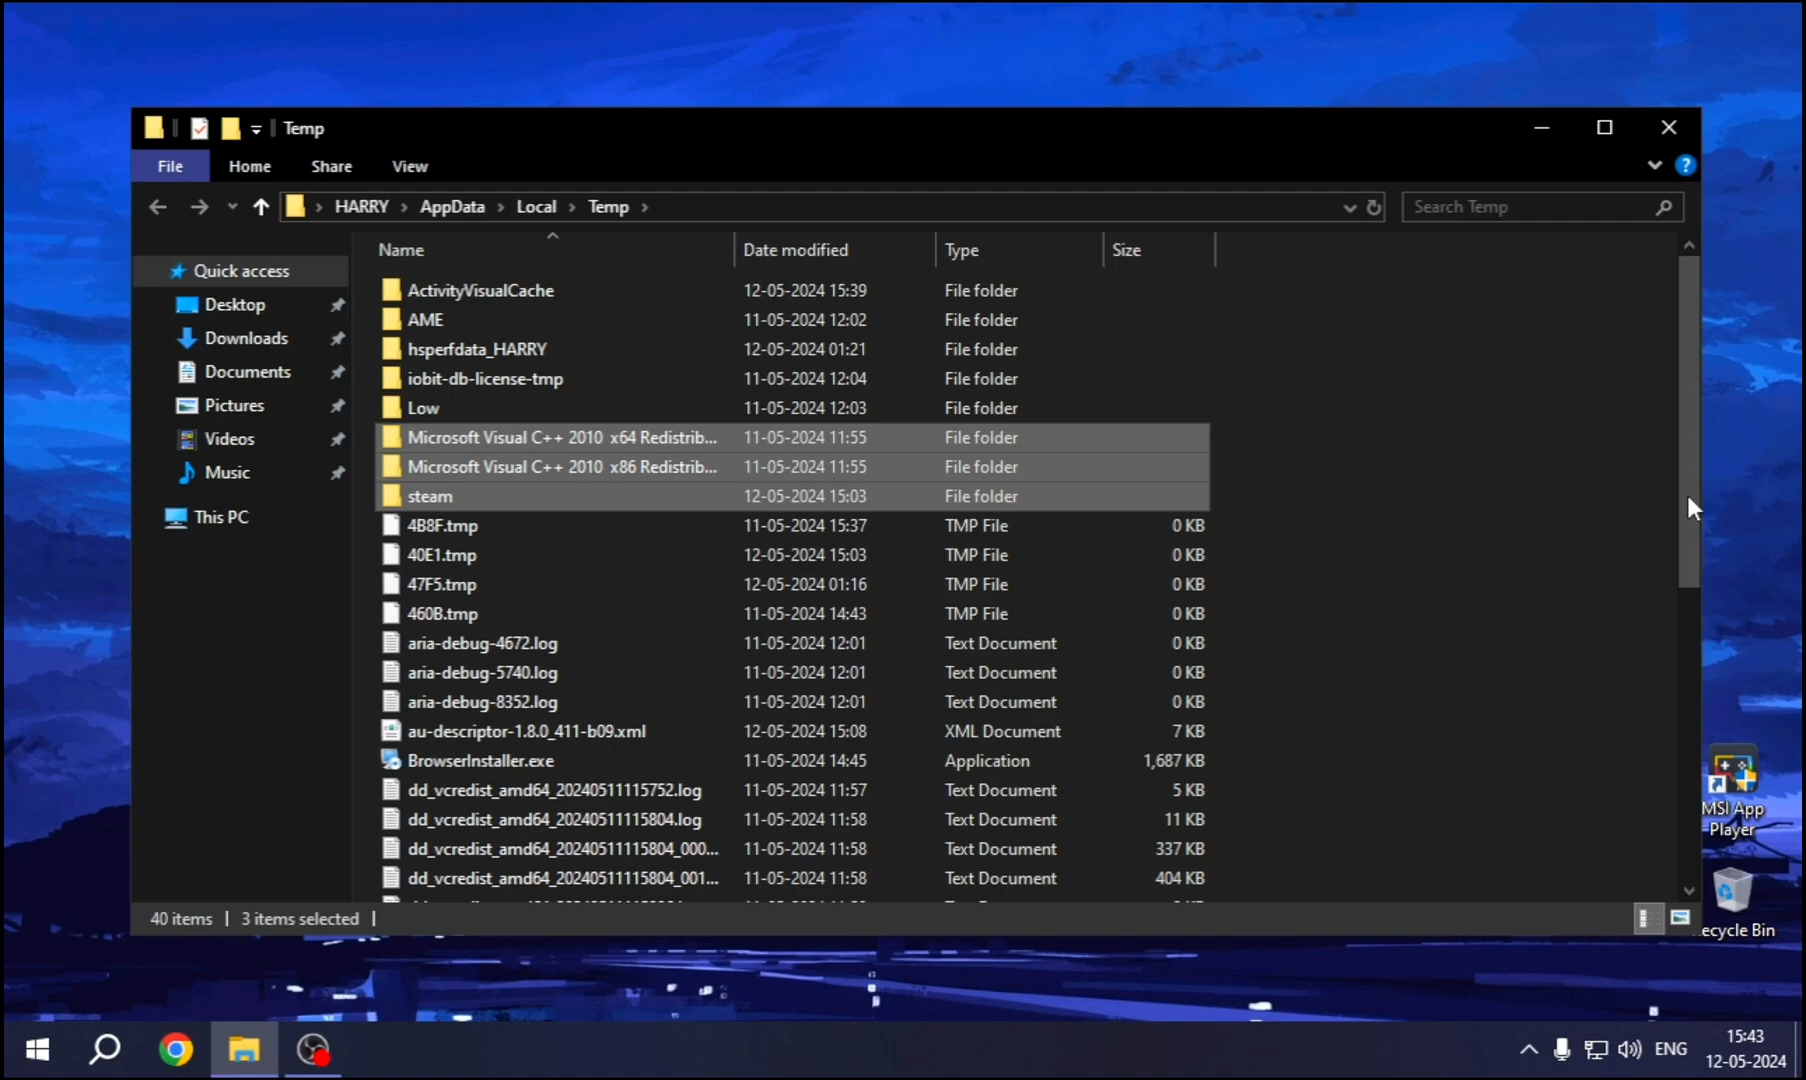 Temp
File Home Share View
HARRY AppData Local Temp
Search Temp
Name Date modified Type Size
Quick access
Desktop
Downloads
Documents
Pictures
Videos
Music
This PC
ActivityVisualCache 12-05-2024 15:39 File folder
AME 11-05-2024 12:02 File folder
hsperfdata_HARRY 12-05-2024 01:21 File folder
iobit-db-license-tmp 11-05-2024 12:04 File folder
Low 11-05-2024 12:03 File folder
Microsoft Visual C++ 2010 x64 Redistrib... 11-05-2024 11:55 File folder
Microsoft Visual C++ 2010 x86 Redistrib... 11-05-2024 11:55 File folder
steam 12-05-2024 15:03 File folder
4B8F.tmp 11-05-2024 15:37 TMP File 0 KB
40E1.tmp 12-05-2024 15:03 TMP File 0 KB
47F5.tmp 12-05-2024 01:16 TMP File 0 KB
460B.tmp 11-05-2024 14:43 TMP File 0 KB
aria-debug-4672.log 11-05-2024 12:01 Text Document 0 KB
aria-debug-5740.log 11-05-2024 12:01 Text Document 0 KB
aria-debug-8352.log 11-05-2024 12:01 Text Document 0 KB
au-descriptor-1.8.0_411-b09.xml 12-05-2024 15:08 XML Document 7 KB
BrowserInstaller.exe 11-05-2024 14:45 Application 1,687 KB
dd_vcredist_amd64_20240511115752.log 11-05-2024 11:57 Text Document 5 KB
dd_vcredist_amd64_20240511115804.log 11-05-2024 11:58 Text Document 11 KB
dd_vcredist_amd64_20240511115804_000... 11-05-2024 11:58 Text Document 337 KB
dd_vcredist_amd64_20240511115804_001... 11-05-2024 11:58 Text Document 404 KB
40 items 3 items selected
MSI App
Player
ecycle Bin
ENG
15:43
12-05-2024